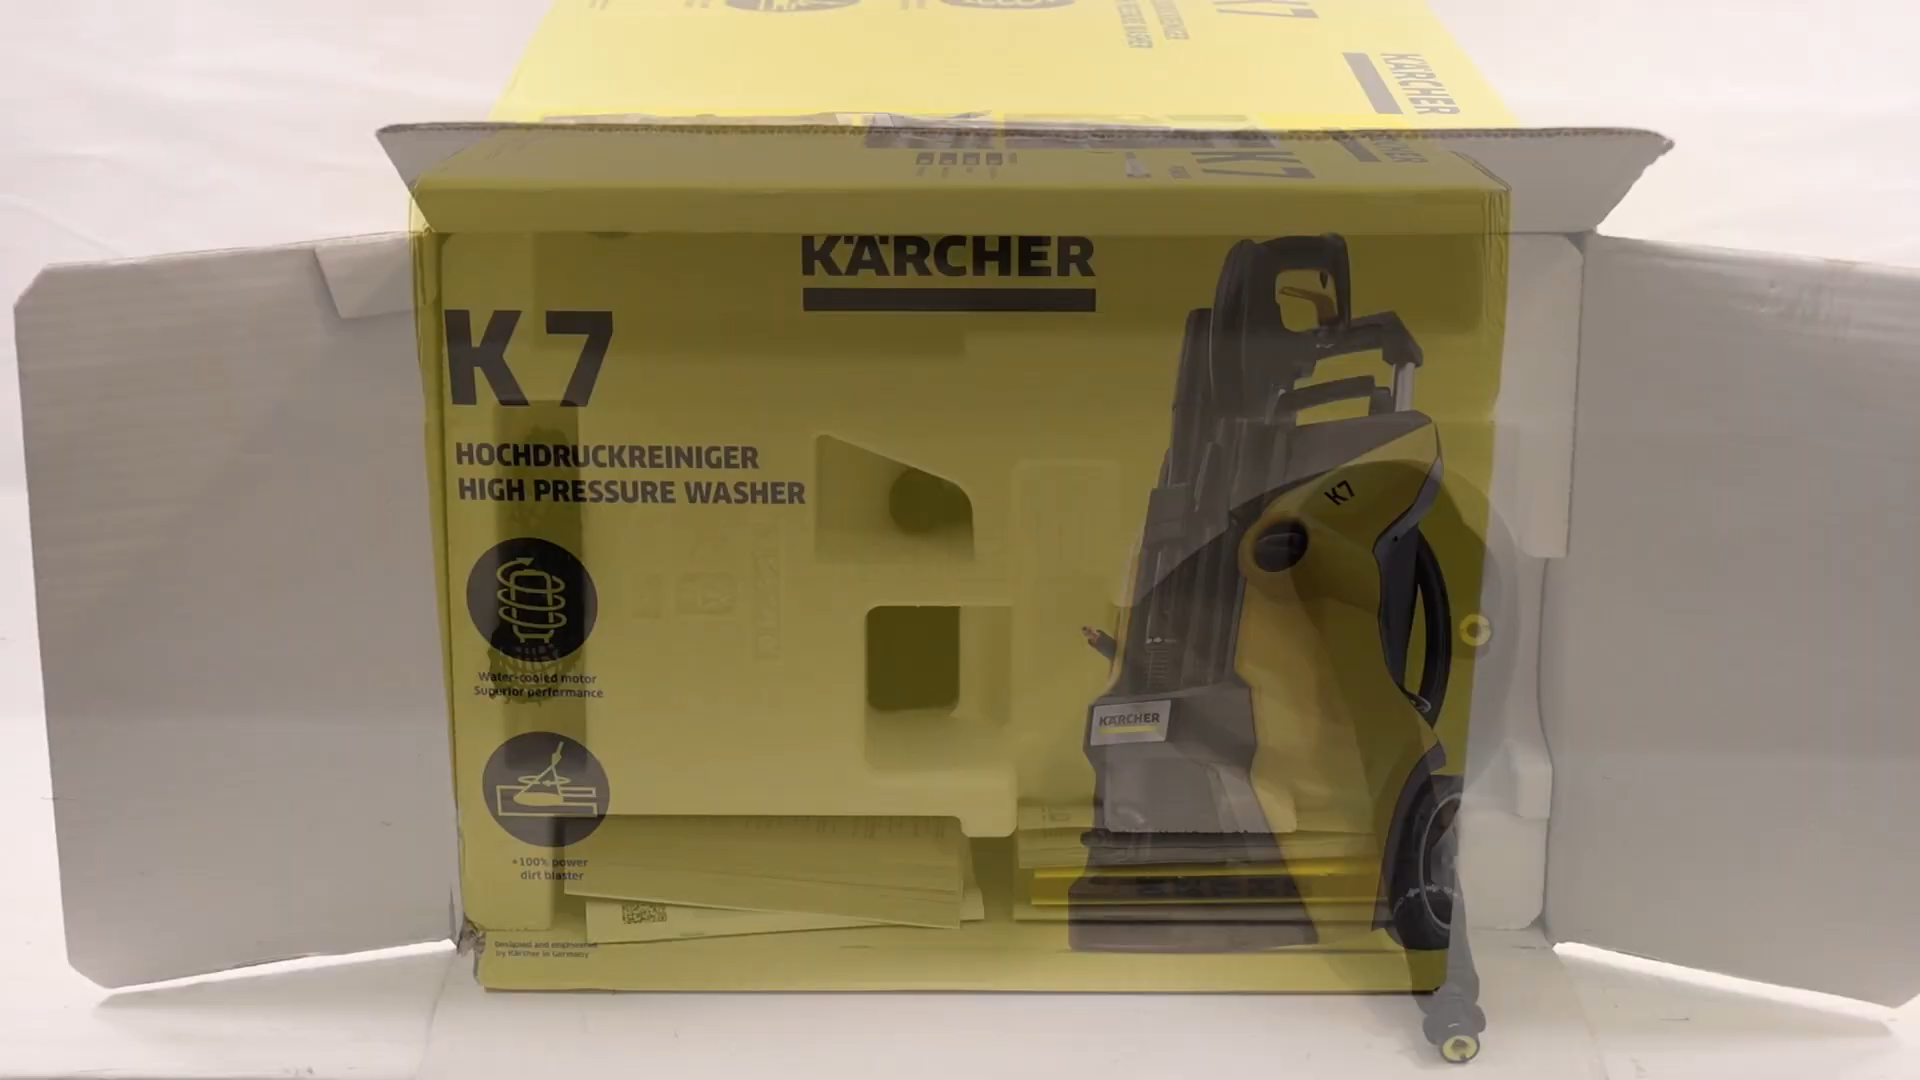 K7
KÄRCHER
K7
KÄRCHER
K7
HOCHDRUCKREINIGER
HIGH PRESSURE WASHER
Water-cooled motor
Superior performance
+100% power
dirt blaster
Designed and engineered
by Kärcher in Germany
K7
KÄRCHER